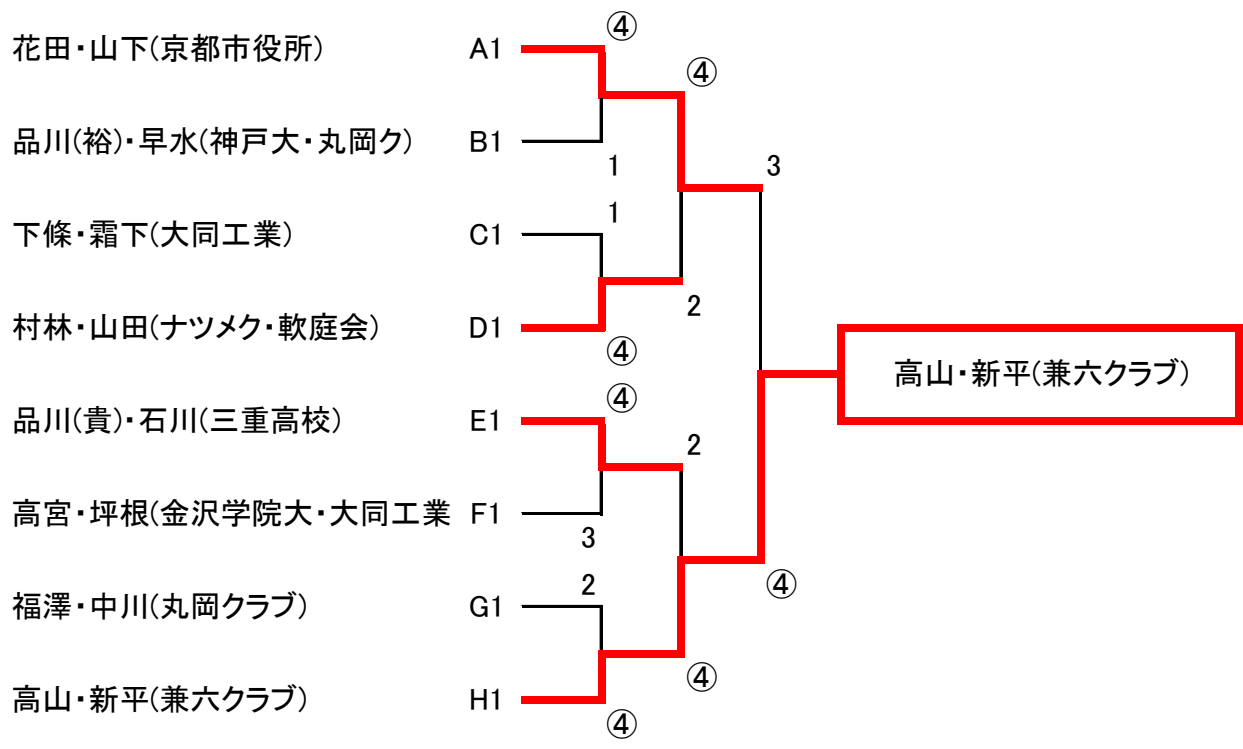 ④
花田・山下(京都市役所) A1
④
品川(裕)・早水(神戸大・丸岡ク) B1
1
3
1
下條・霜下(大同工業) C1
2
村林・山田(ナツメク・軟庭会) D1
④
高山・新平(兼六クラブ)
④
品川(貴)・石川(三重高校) E1
2
高宮・坪根(金沢学院大・大同工業 F1
3
2
④
福澤・中川(丸岡クラブ) G1
④
高山・新平(兼六クラブ) H1
④